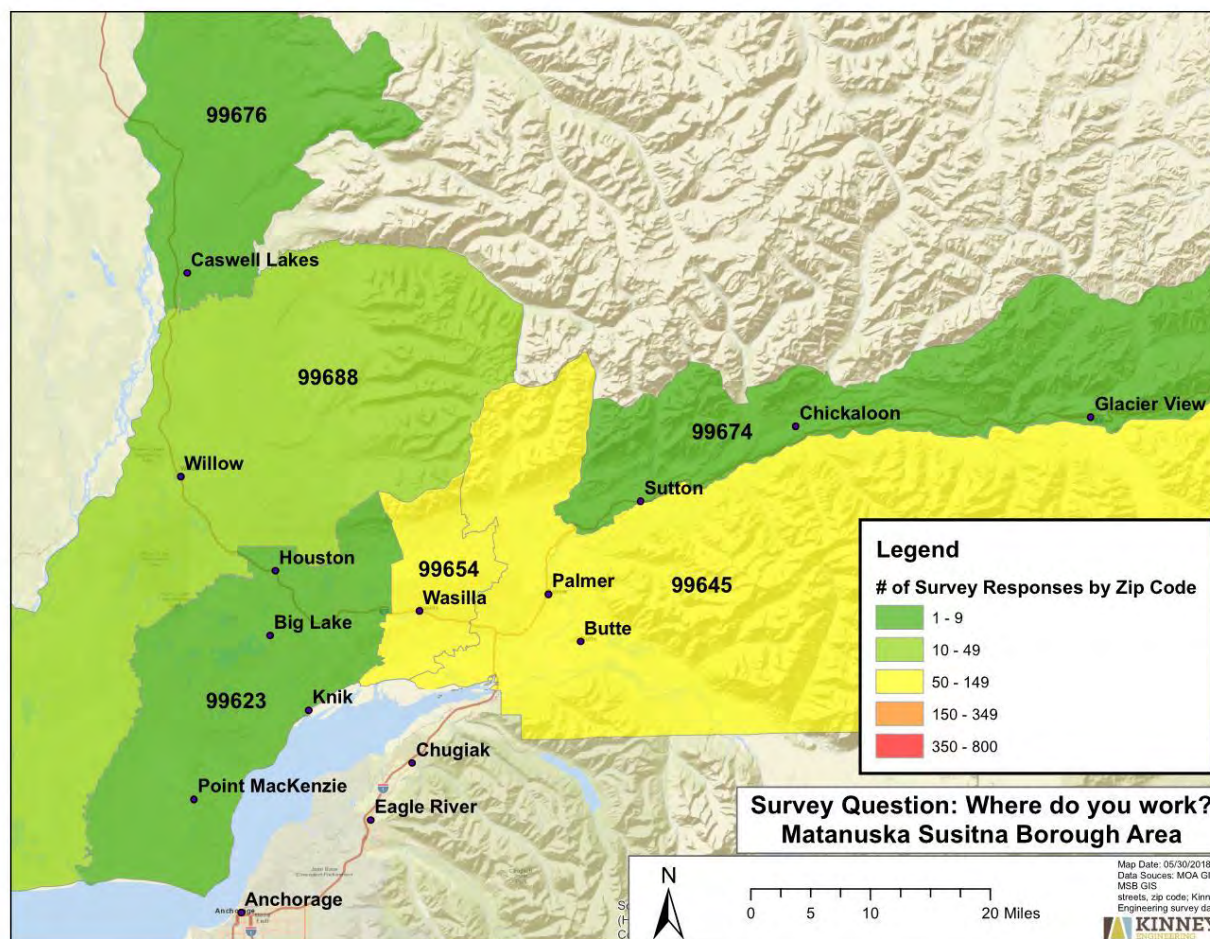 99676
Caswell Lakes
99688
Chickaloon
Glacier View
99674
Willow
Sutton
Houston
99654
Wasilla
Palmer
99645
Big Lake
Butte
99623
Knik
Chugiak
Point MacKenzie
Eagle River
Anchorage
Anchorage
Legend
# of Survey Responses by Zip Code
1 - 9
10 - 49
50 - 149
150 - 349
350 - 800
Survey Question: Where do you work?
Matanuska Susitna Borough Area
N
0 5 10 20 Miles
Map Date: 05/30/2018
Data Souces: MOA GI
MSB GIS
streets, zip code; Kinn
Engineering survey da
KINNEY
ENGINEERING